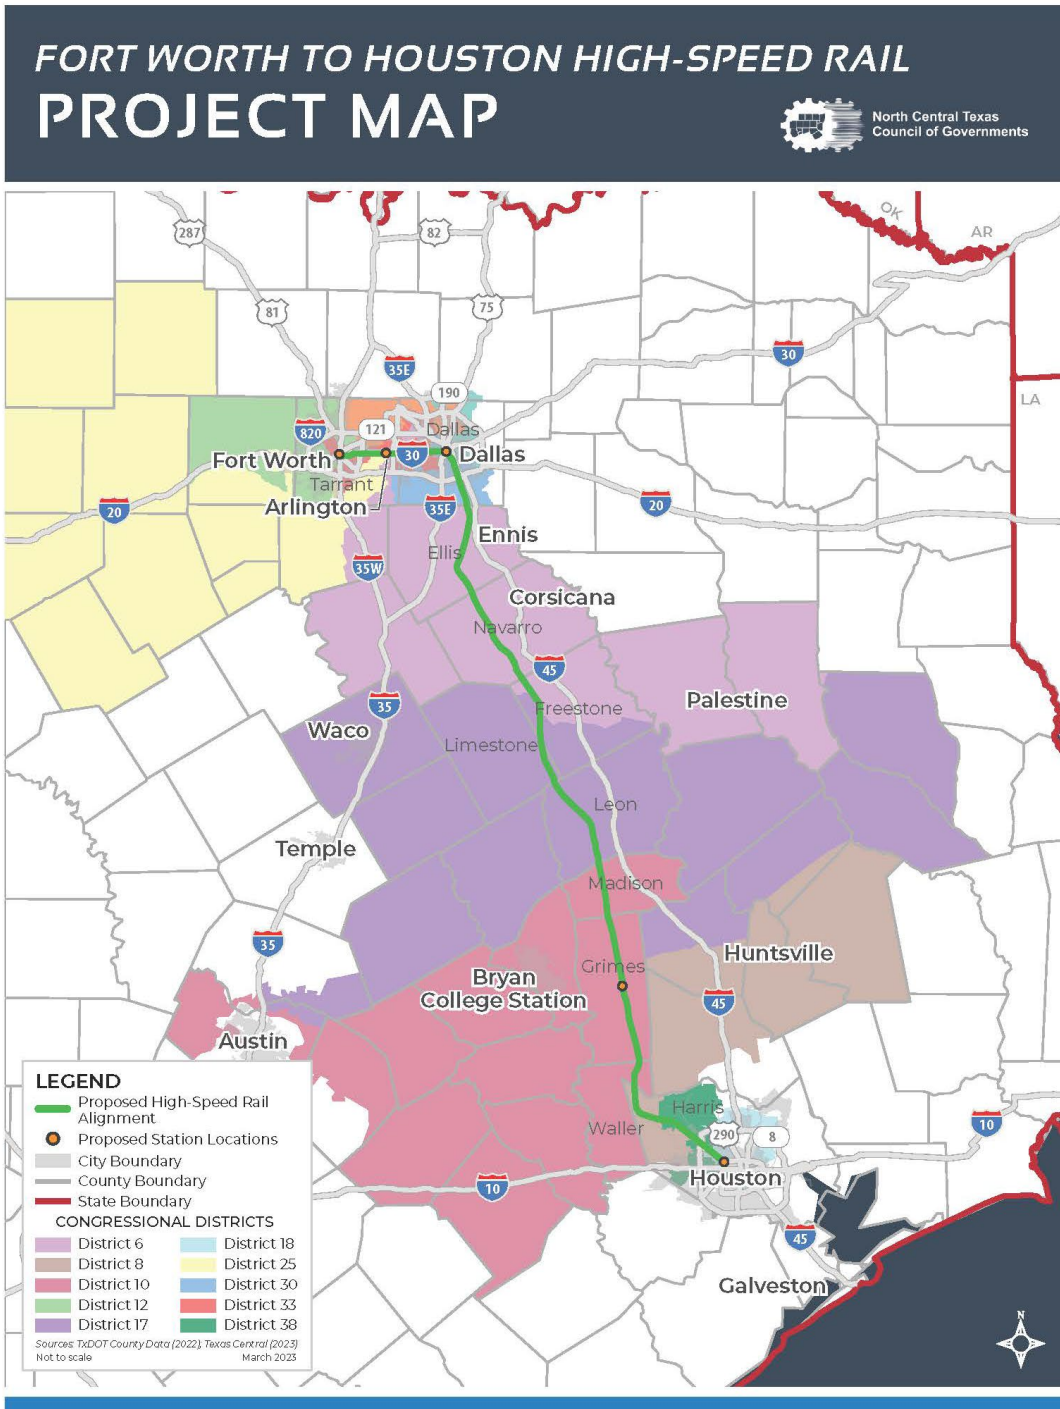 FORT WORTH TO HOUSTON HIGH-SPEED RAIL
PROJECT MAP
North Central Texas
Council of Governments
287
82
OK
AR
81
75
35E
30
190
LA
820
121
Dallas
Fort Worth
30
Dallas
Tarrant
Arlington
20
35E
20
Ennis
Ellis
35W
Corsicana
Navarro
45
35
Freestone
Palestine
Waco
Limestone
Leon
Temple
Madison
35
Huntsville
Grimes
Bryan
College Station
45
Austin
Harris
Waller
290
8
10
Houston
10
45
Galveston
LEGEND
Proposed High-Speed Rail
Alignment
Proposed Station Locations
City Boundary
County Boundary
State Boundary
CONGRESSIONAL DISTRICTS
District 6
District 18
District 8
District 25
District 10
District 30
District 12
District 33
District 17
District 38
Sources: TxDOT County Data (2022), Texas Central (2023)
Not to scale
March 2023
N